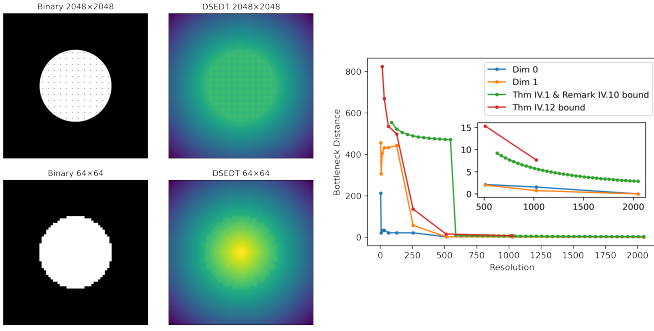 Binary 2048×2048
DSEDT 2048×2048
Binary 64×64
DSEDT 64×64
Bottleneck Distance
800
600
400
200
0
0
250
500
750
1000
1250
1500
1750
2000
Resolution
Dim 0
Dim 1
Thm IV.1 & Remark IV.10 bound
Thm IV.12 bound
15
10
5
0
500
1000
1500
2000